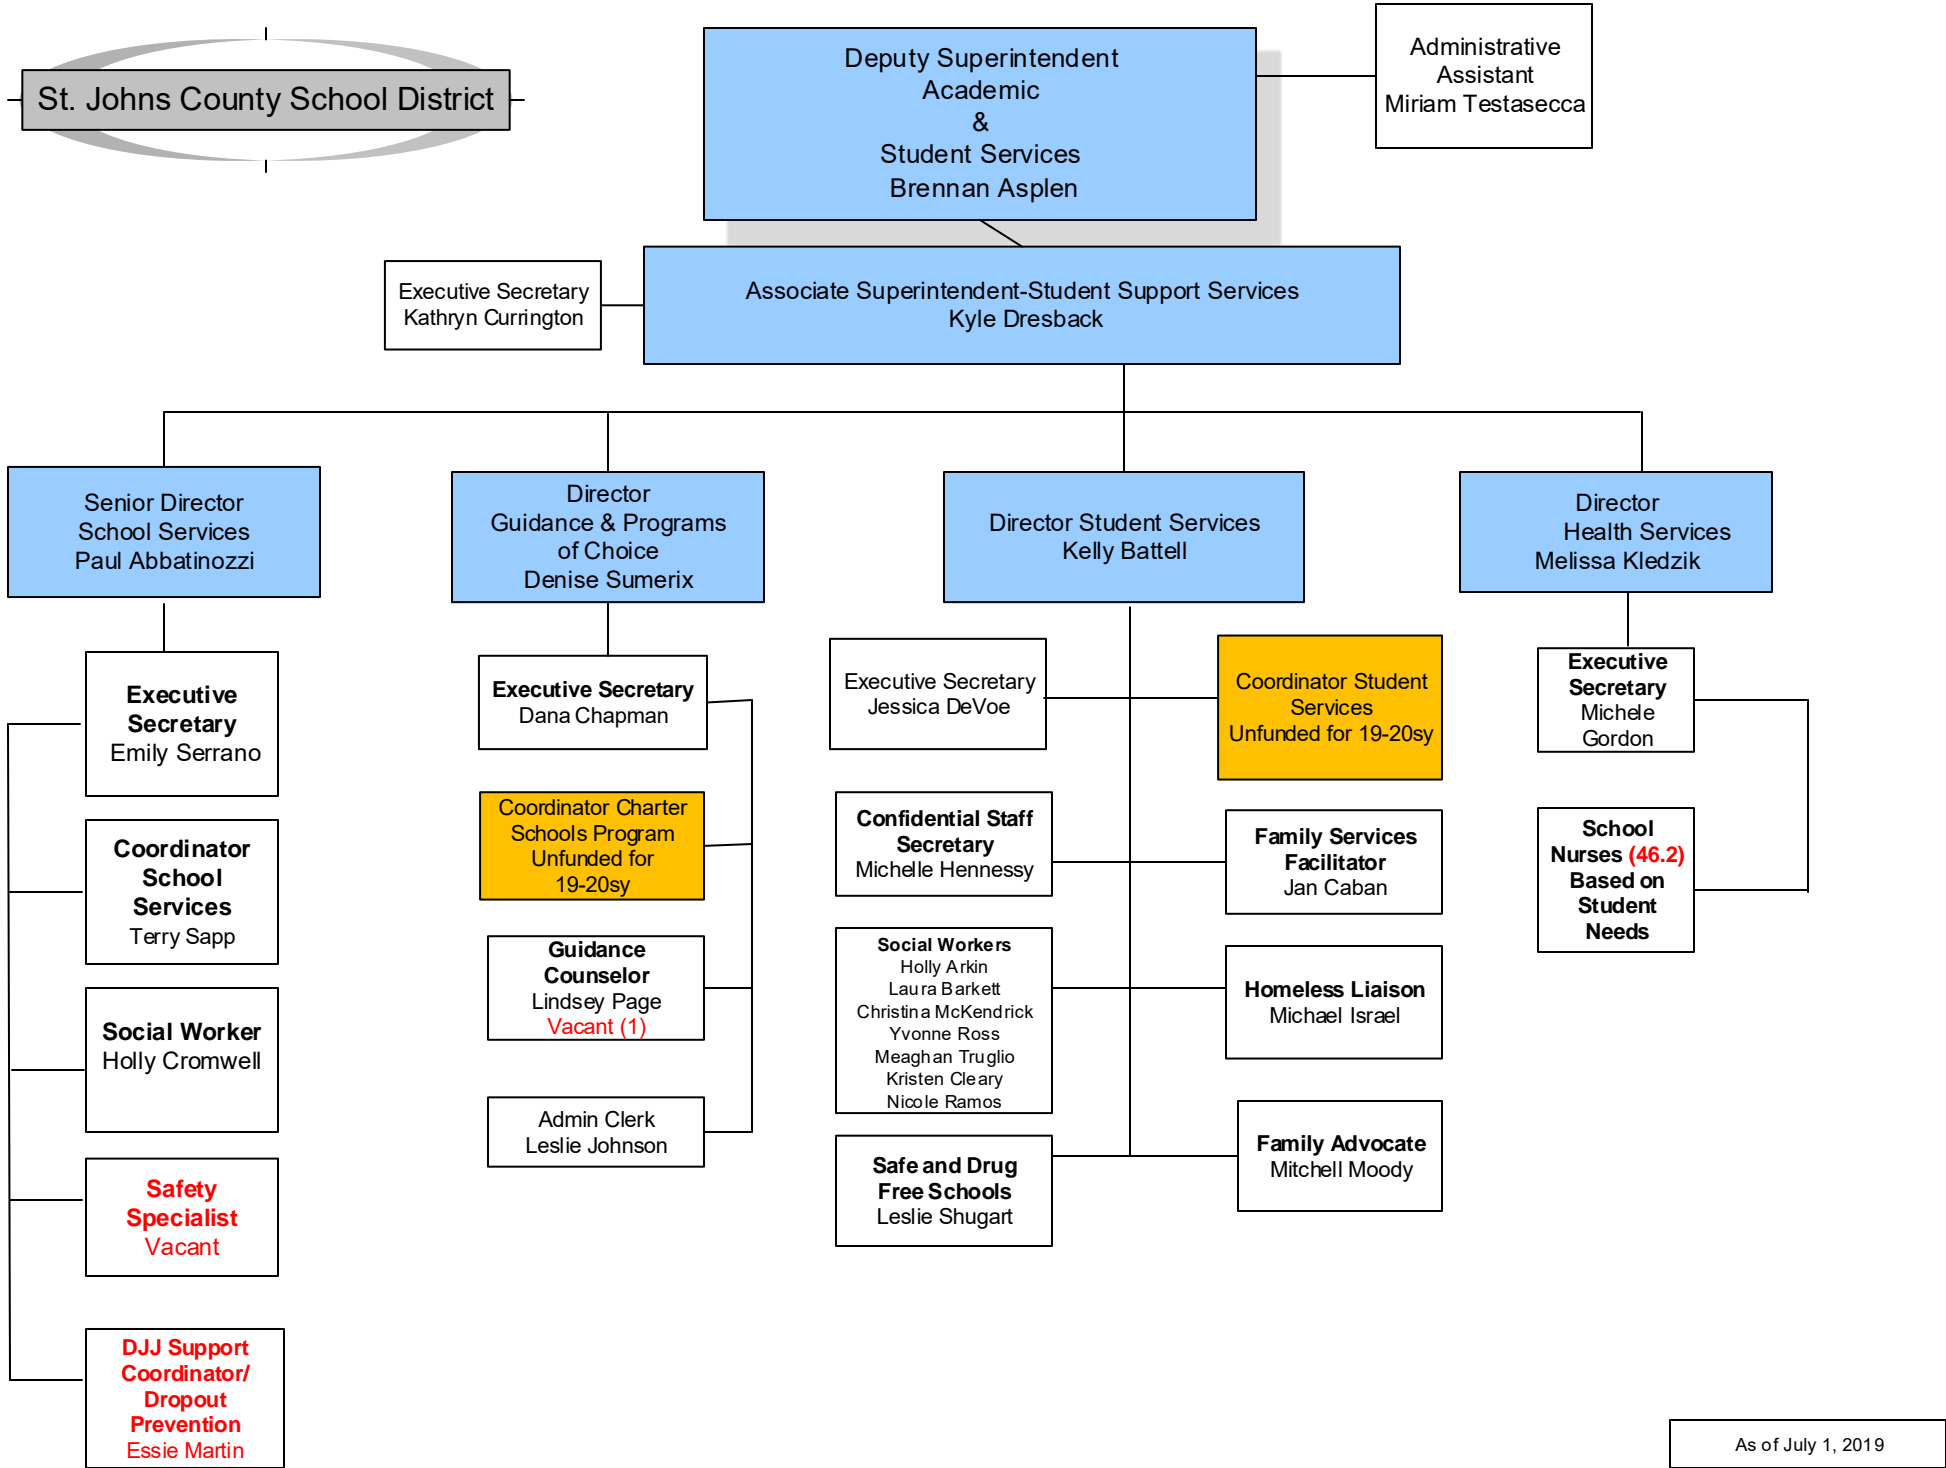 St. Johns County School District
Deputy Superintendent
Academic
&
Student Services
Brennan Asplen
Administrative
Assistant
Miriam Testasecca
Executive Secretary
Kathryn Currington
Associate Superintendent-Student Support Services
Kyle Dresback
Senior Director
School Services
Paul Abbatinozzi
Director
Guidance & Programs
of Choice
Denise Sumerix
Director Student Services
Kelly Battell
Director
Health Services
Melissa Kledzik
Executive
Secretary
Emily Serrano
Coordinator
School
Services
Terry Sapp
Social Worker
Holly Cromwell
Safety
Specialist
Vacant
DJJ Support
Coordinator/
Dropout
Prevention
Essie Martin
Executive Secretary
Dana Chapman
Coordinator Charter
Schools Program
Unfunded for
19-20sy
Guidance
Counselor
Lindsey Page
Vacant (1)
Admin Clerk
Leslie Johnson
Executive Secretary
Jessica DeVoe
Coordinator Student
Services
Unfunded for 19-20sy
Confidential Staff
Secretary
Michelle Hennessy
Family Services
Facilitator
Jan Caban
Social Workers
Holly Arkin
Laura Barkett
Christina McKendrick
Yvonne Ross
Meaghan Truglio
Kristen Cleary
Nicole Ramos
Homeless Liaison
Michael Israel
Safe and Drug
Free Schools
Leslie Shugart
Family Advocate
Mitchell Moody
Executive
Secretary
Michele
Gordon
School
Nurses (46.2)
Based on
Student
Needs
As of July 1, 2019